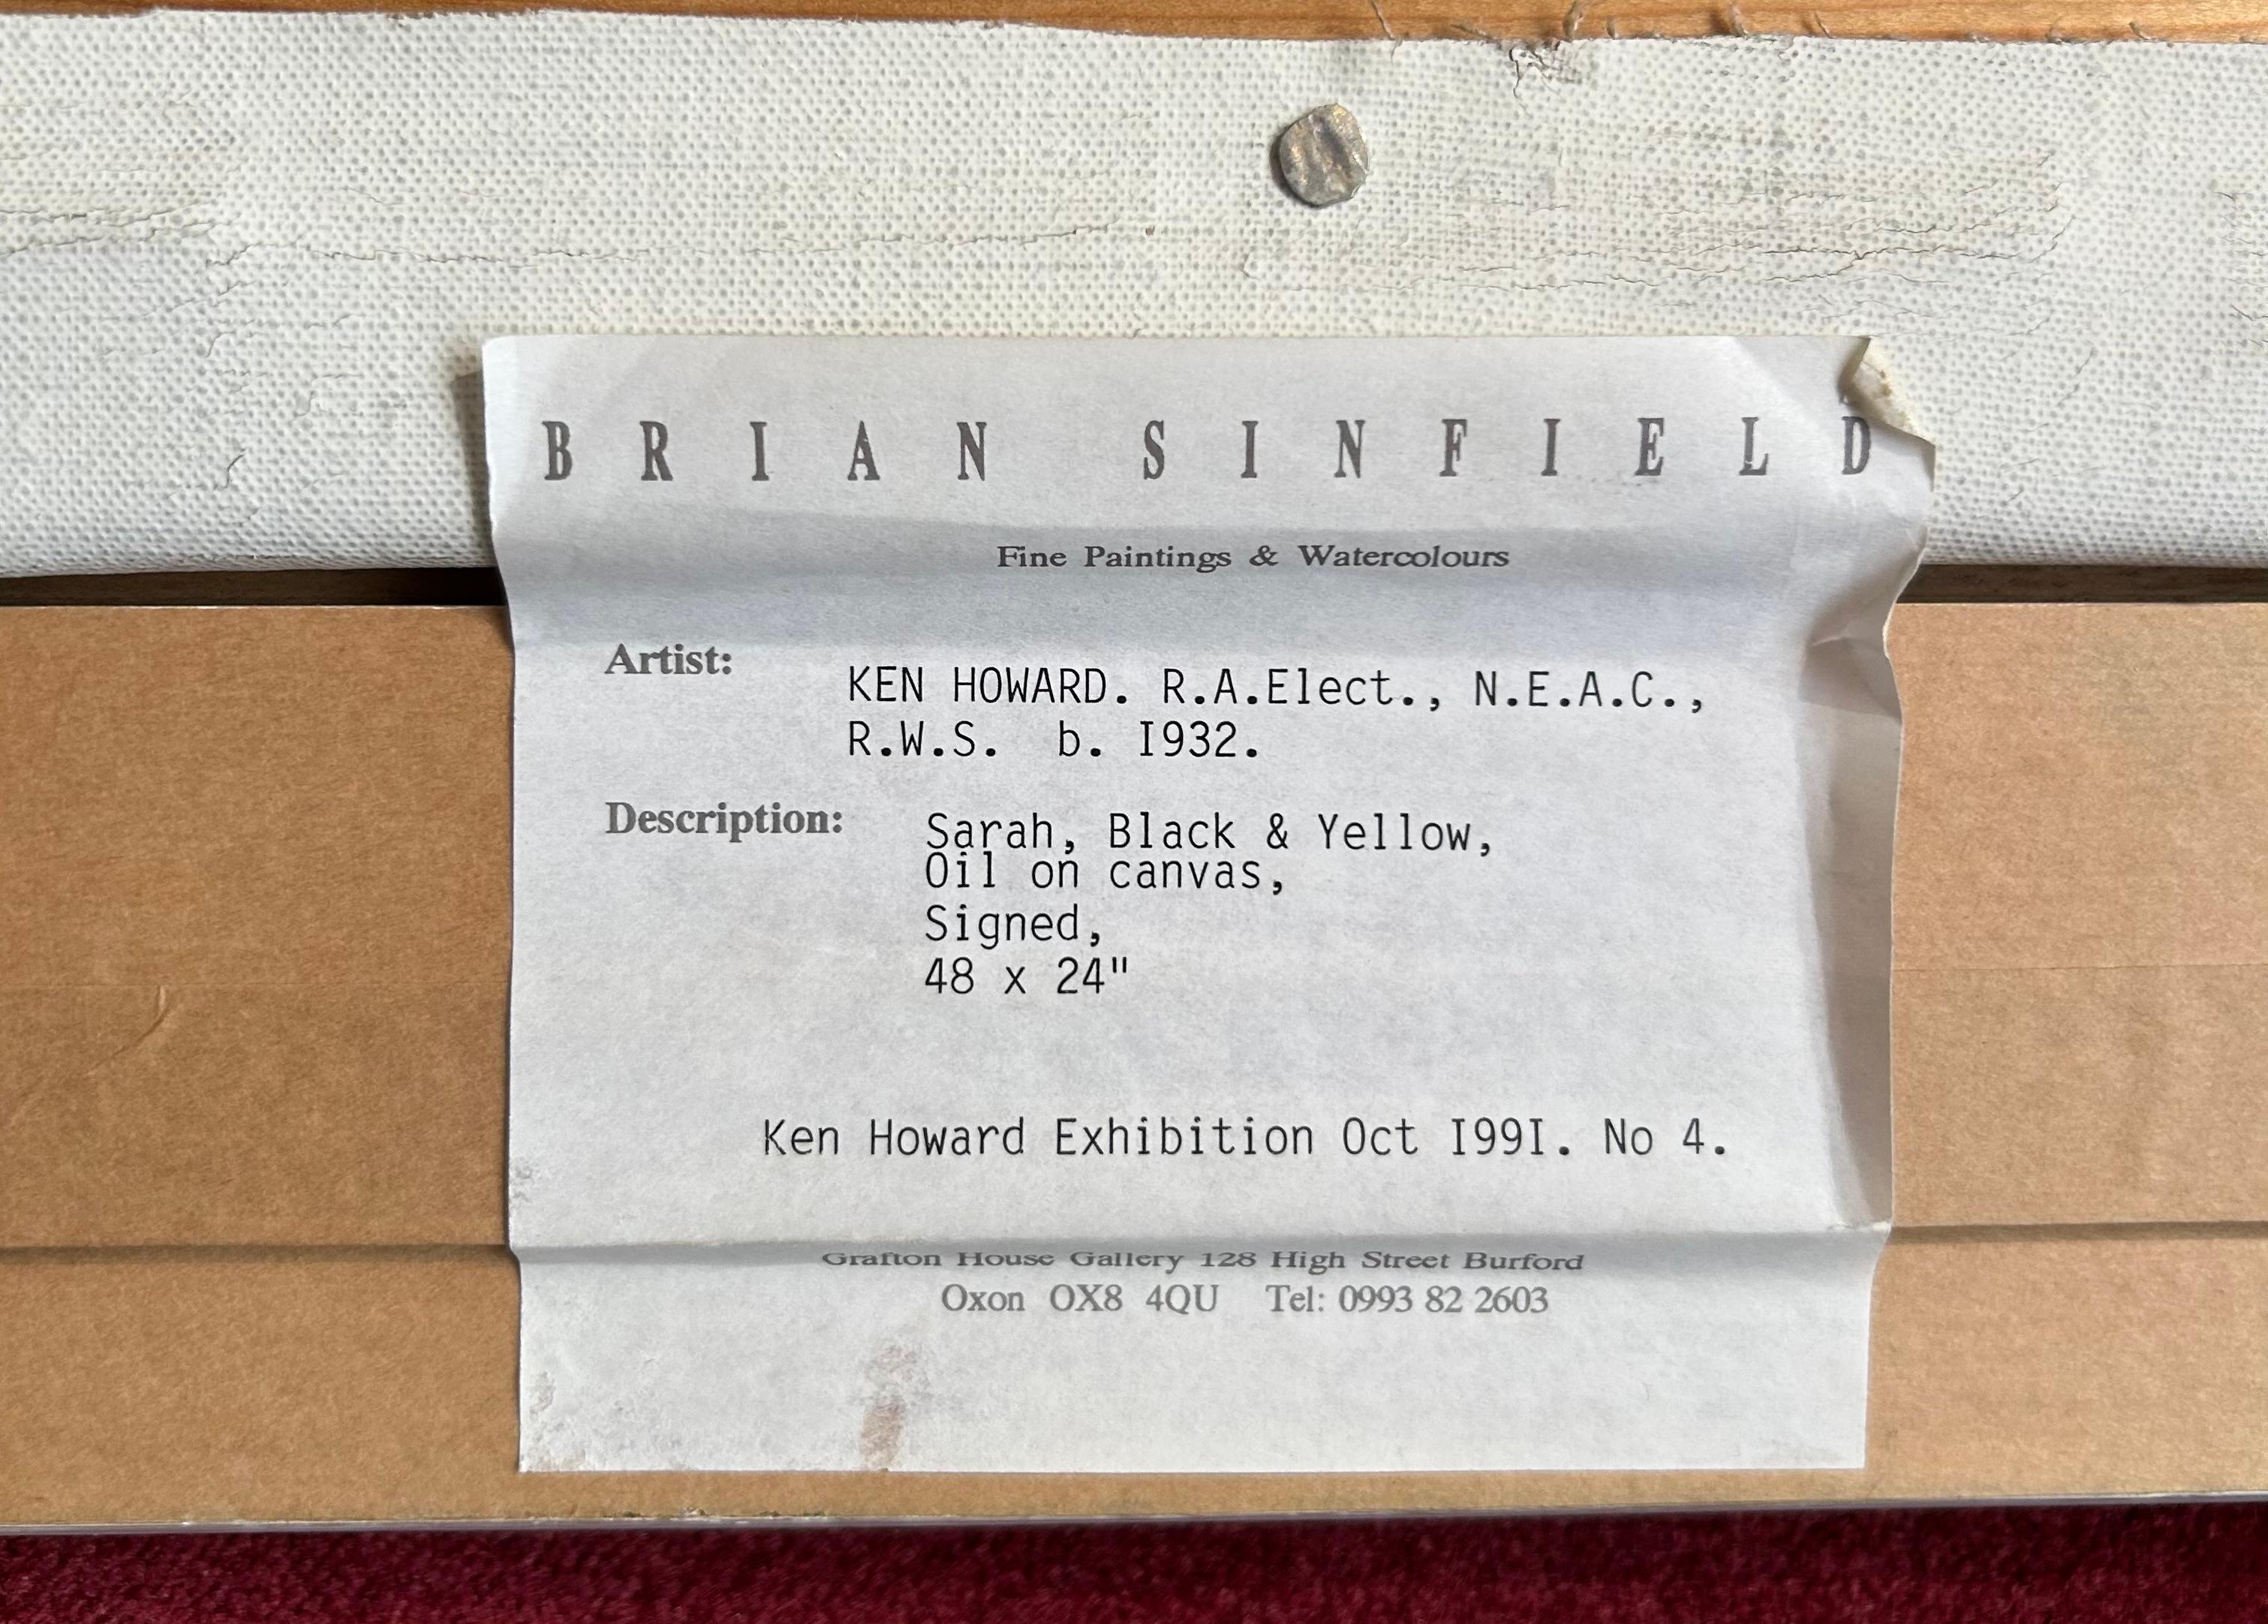 BRIAN SINFIELD
Fine Paintings & Watercolours
Artist:
KEN HOWARD. R.A.Elect., N.E.A.C.,
R.W.S. b. I932.
Description:
Sarah, Black & Yellow,
Oil on canvas,
Signed,
48 x 24"
Ken Howard Exhibition Oct I99I. No 4.
Grafton House Gallery 128 High Street Burford
Oxon OX8 4QU Tel: 0993 82 2603